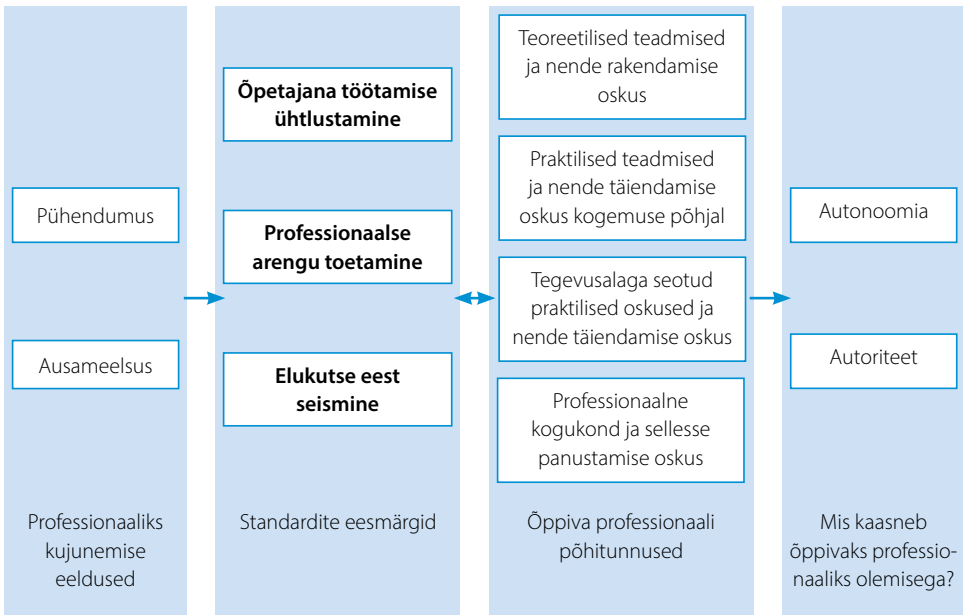 Pühendumus
Ausameelsus
Professionaaliks
kujunemise
eeldused
Õpetajana töötamise
ühtlustamine
Professionaalse
arengu toetamine
Elukutse eest
seismine
Standardite eesmärgid
Teoreetilised teadmised
ja nende rakendamise
oskus
Praktilised teadmised
ja nende täiendamise
oskus kogemuse põhjal
Tegevusalaga seotud
praktilised oskused ja
nende täiendamise oskus
Professionaalne
kogukond ja sellesse
panustamise oskus
Õppiva professionaali
põhitunnused
Autonoomia
Autoriteet
Mis kaasneb
õppivaks professio-
naaliks olemisega?